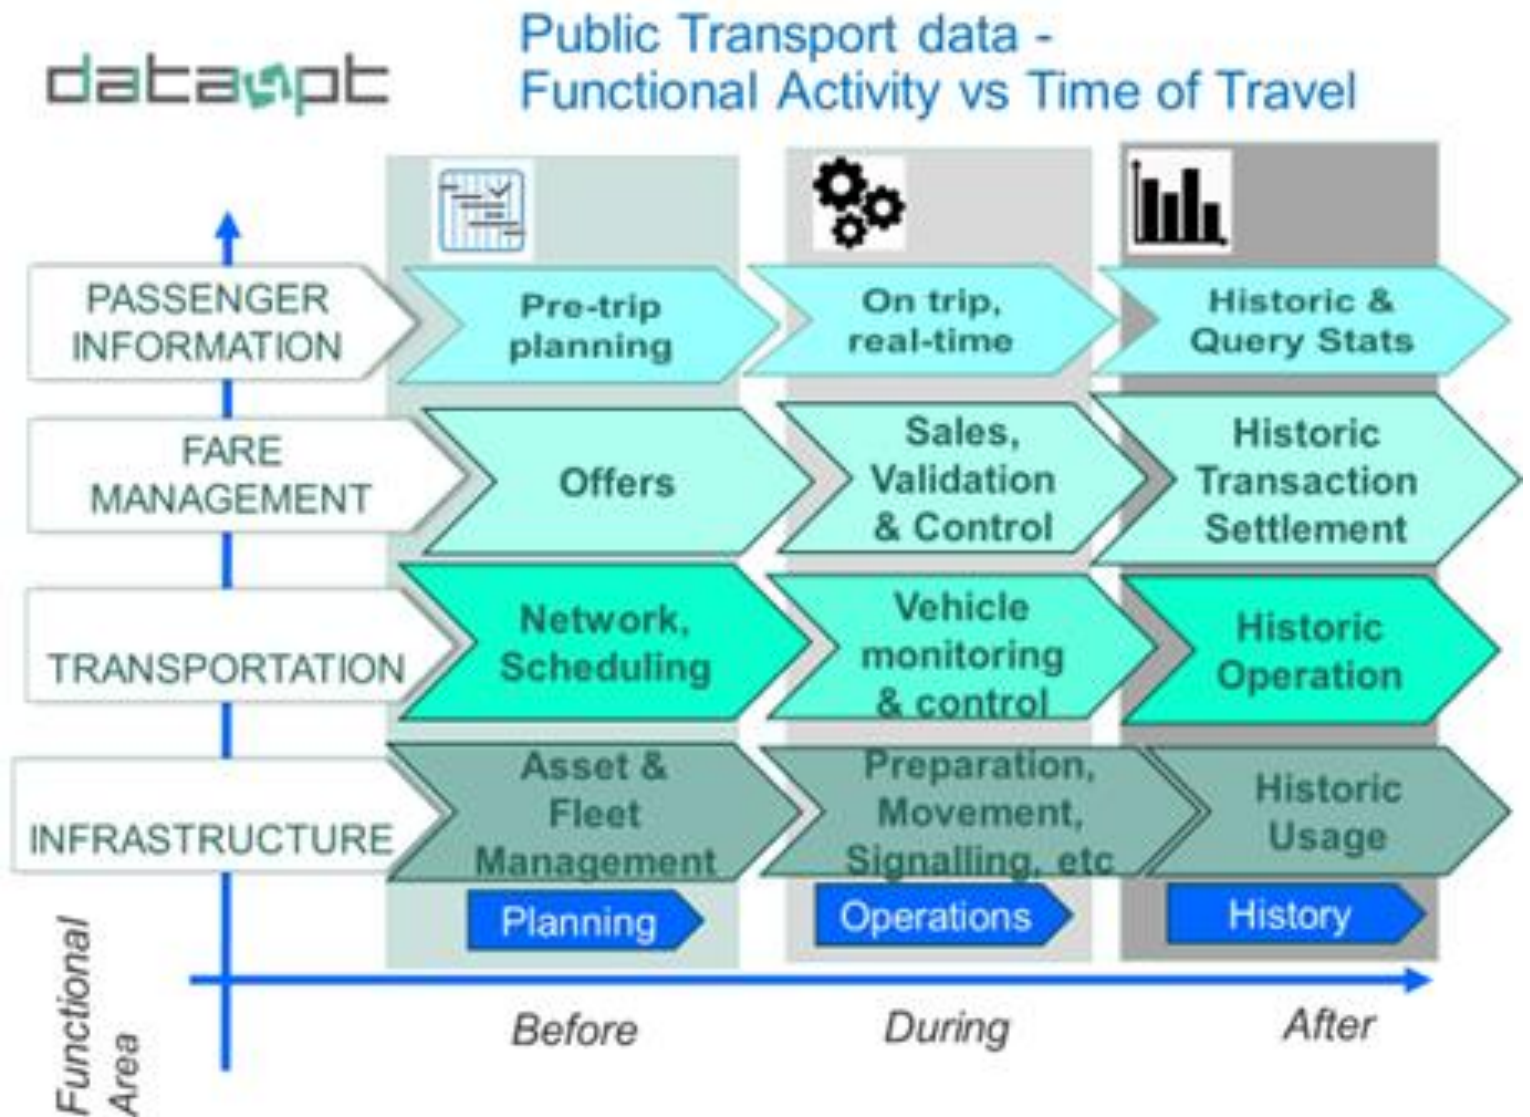 data4pt
Public Transport data -
Functional Activity vs Time of Travel
PASSENGER
INFORMATION
Pre-trip
planning
On trip,
real-time
Historic &
Query Stats
FARE
MANAGEMENT
Offers
Sales,
Validation
& Control
Historic
Transaction
Settlement
TRANSPORTATION
Network,
Scheduling
Vehicle
monitoring
& control
Historic
Operation
INFRASTRUCTURE
Asset &
Fleet
Management
Preparation,
Movement,
Signalling, etc
Historic
Usage
Planning
Operations
History
Functional
Area
Before
During
After